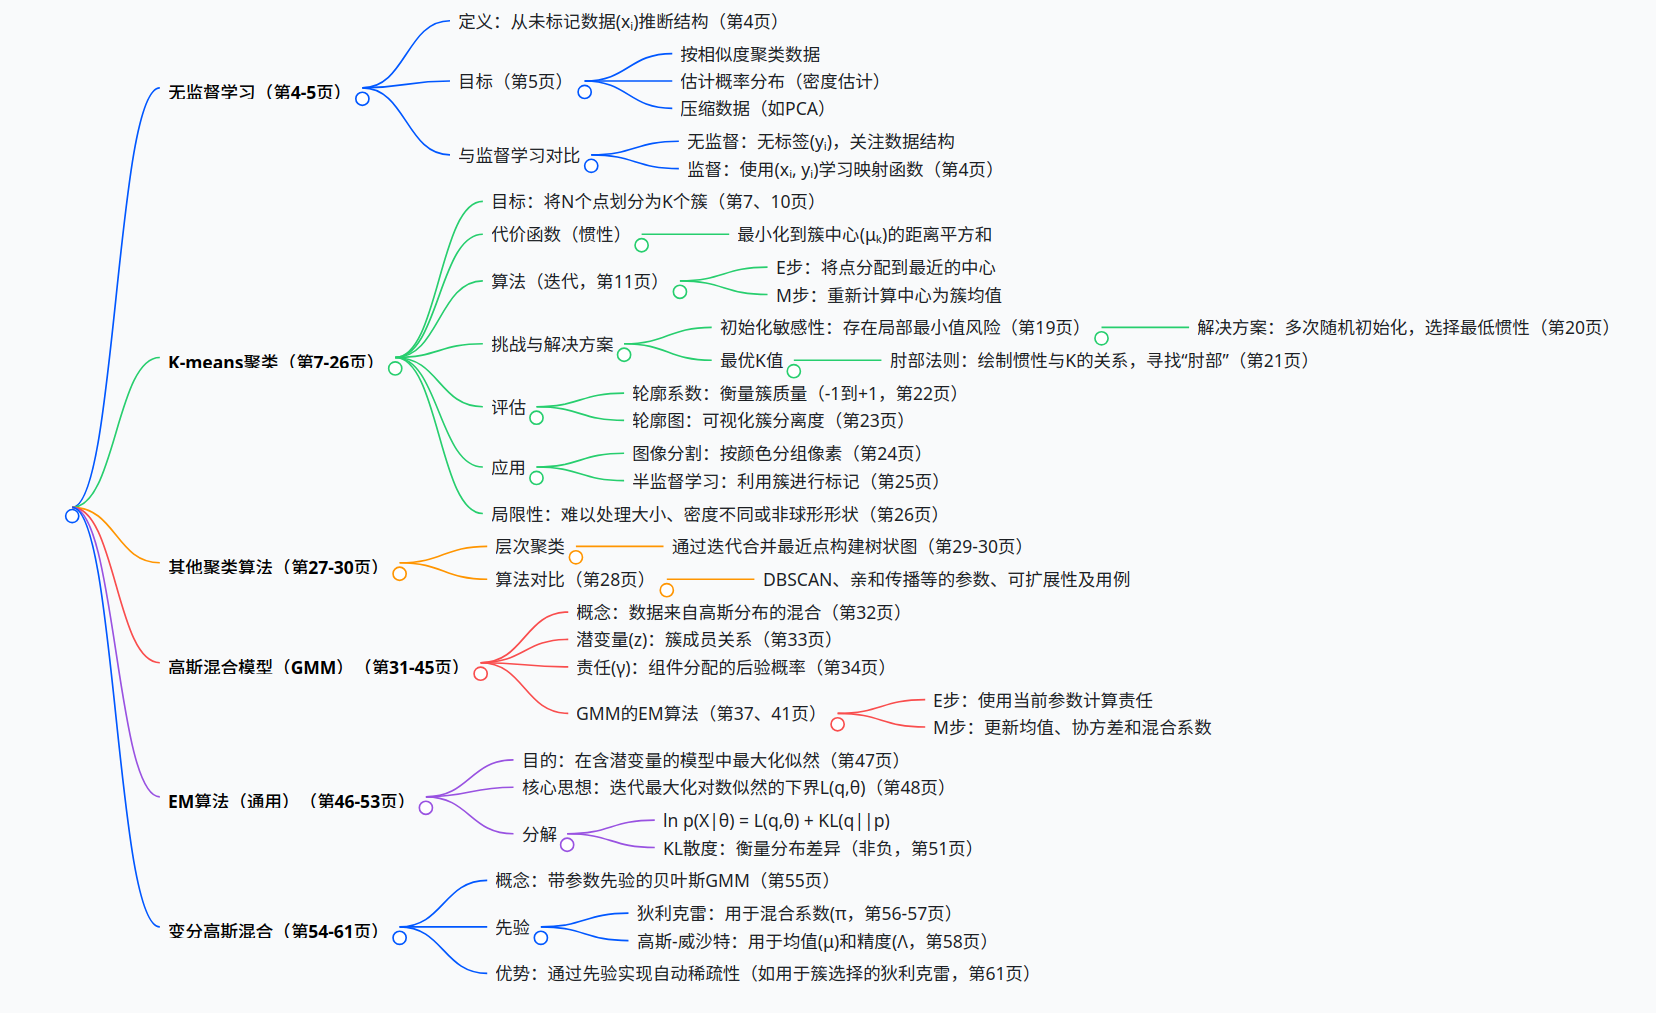 无监督学习（第4-5页）
定义：从未标记数据(xᵢ)推断结构（第4页）
目标（第5页）
按相似度聚类数据
估计概率分布（密度估计）
压缩数据（如PCA）
与监督学习对比
无监督：无标签(yᵢ)，关注数据结构
监督：使用(xᵢ, yᵢ)学习映射函数（第4页）
K-means聚类（第7-26页）
目标：将N个点划分为K个簇（第7、10页）
代价函数（惯性）
最小化到簇中心(μₖ)的距离平方和
算法（迭代，第11页）
E步：将点分配到最近的中心
M步：重新计算中心为簇均值
挑战与解决方案
初始化敏感性：存在局部最小值风险（第19页）
解决方案：多次随机初始化，选择最低惯性（第20页）
最优K值
肘部法则：绘制惯性与K的关系，寻找“肘部”（第21页）
评估
轮廓系数：衡量簇质量（-1到+1，第22页）
轮廓图：可视化簇分离度（第23页）
应用
图像分割：按颜色分组像素（第24页）
半监督学习：利用簇进行标记（第25页）
局限性：难以处理大小、密度不同或非球形形状（第26页）
其他聚类算法（第27-30页）
层次聚类
通过迭代合并最近点构建树状图（第29-30页）
算法对比（第28页）
DBSCAN、亲和传播等的参数、可扩展性及用例
高斯混合模型（GMM）（第31-45页）
概念：数据来自高斯分布的混合（第32页）
潜变量(z)：簇成员关系（第33页）
责任(γ)：组件分配的后验概率（第34页）
GMM的EM算法（第37、41页）
E步：使用当前参数计算责任
M步：更新均值、协方差和混合系数
EM算法（通用）（第46-53页）
目的：在含潜变量的模型中最大化似然（第47页）
核心思想：迭代最大化对数似然的下界L(q,θ)（第48页）
分解
ln p(X|θ) = L(q,θ) + KL(q||p)
KL散度：衡量分布差异（非负，第51页）
变分高斯混合（第54-61页）
概念：带参数先验的贝叶斯GMM（第55页）
先验
狄利克雷：用于混合系数(π，第56-57页）
高斯-威沙特：用于均值(μ)和精度(Λ，第58页）
优势：通过先验实现自动稀疏性（如用于簇选择的狄利克雷，第61页）